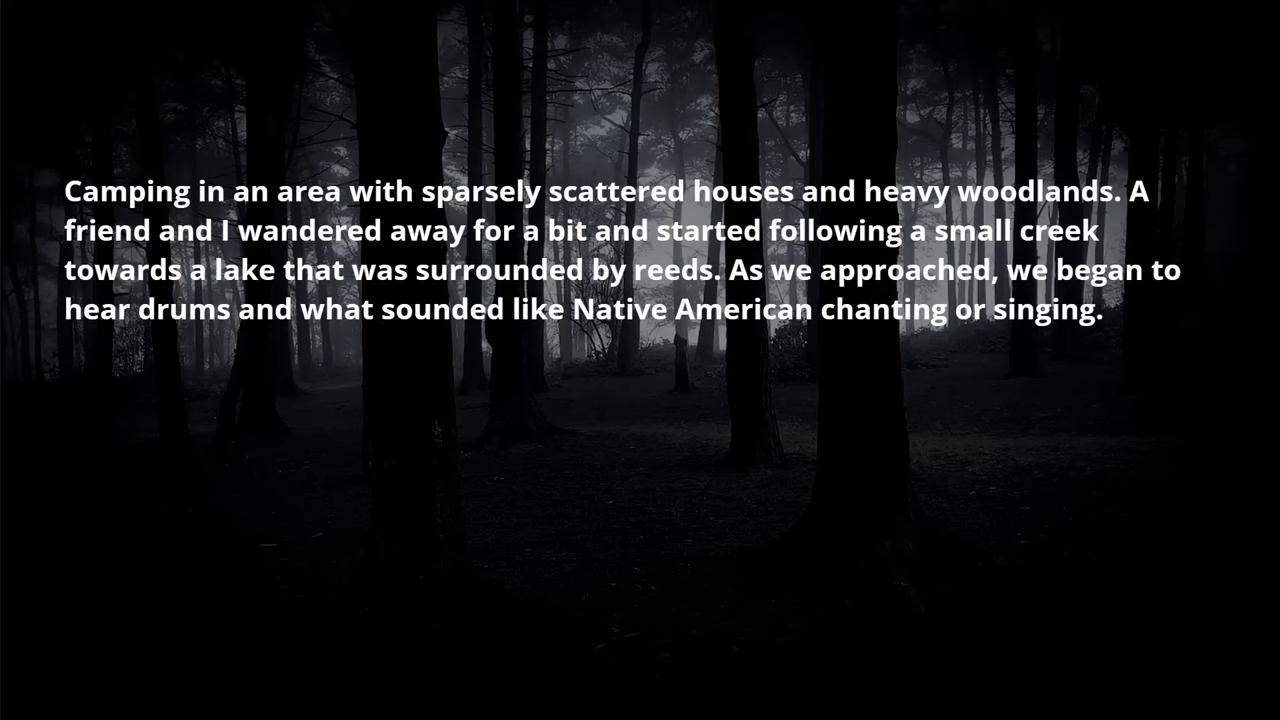 Camping in an area with sparsely scattered houses and heavy woodlands. A
friend and I wandered away for a bit and started following a small creek
towards a lake that was surrounded by reeds. As we approached, we began to
hear drums and what sounded like Native American chanting or singing.